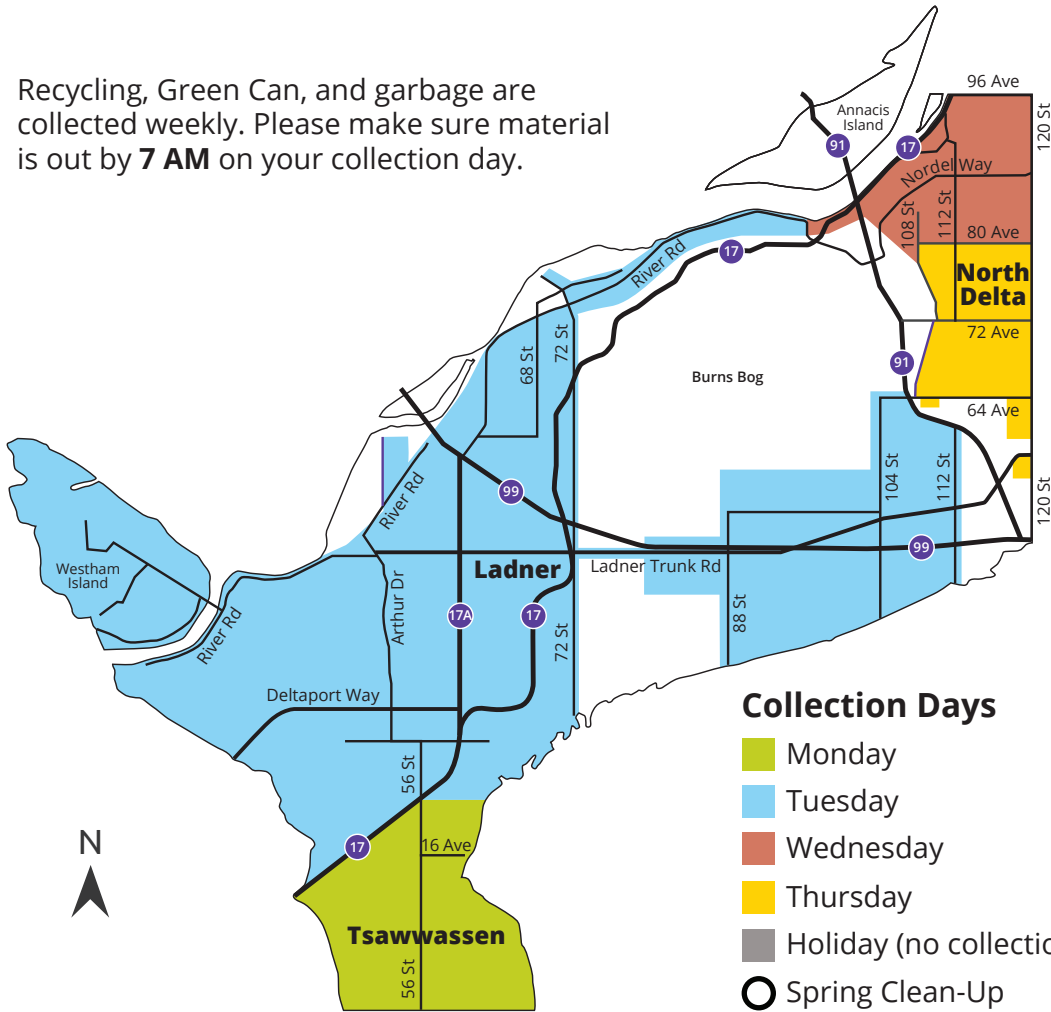 Recycling, Green Can, and garbage are
collected weekly. Please make sure material
is out by 7 AM on your collection day.
96 Ave
Annacis
Island
120 St
91
17
Nordel Way
108 St
112 St
80 Ave
River Rd
17
North
Delta
72 Ave
68 St
72 St
91
Burns Bog
64 Ave
River Rd
99
104 St
112 St
120 St
99
Westham
Island
Ladner
Ladner Trunk Rd
Arthur Dr
17A
17
88 St
River Rd
72 St
Deltaport Way
56 St
17
16 Ave
Tsawwassen
56 St
N
Collection Days
Monday
Tuesday
Wednesday
Thursday
Holiday (no collectio
Spring Clean-Up